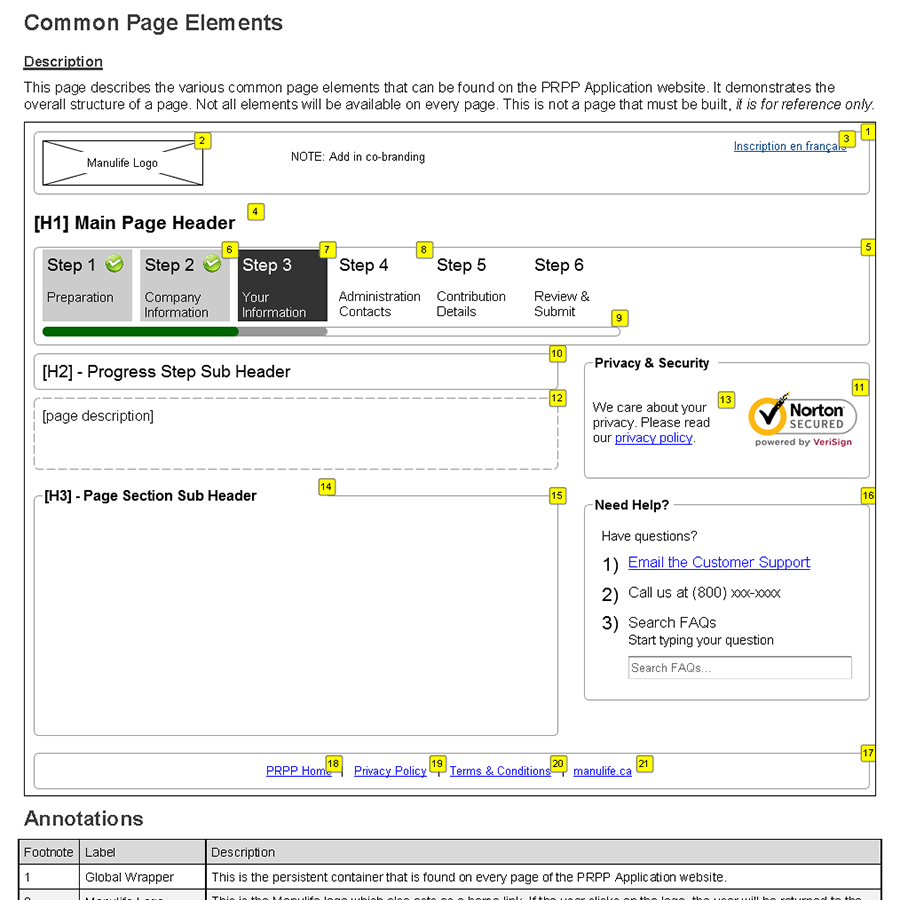 Common Page Elements
Description
This page describes the various common page elements that can be found on the PRPP Application website. It demonstrates the
overall structure of a page. Not all elements will be available on every page. This is not a page that must be built, it is for reference only.
1
2
3
Manulife Logo
NOTE: Add in co-branding
Inscription en français
4
[H1] Main Page Header
5
6
7
8
Step 1
Step 2
Step 3
Step 4
Step 5
Step 6
Preparation
Company
Information
Your
Information
Administration
Contacts
Contribution
Details
Review &
Submit
9
10
[H2] - Progress Step Sub Header
12
[page description]
Privacy & Security
11
13
We care about your
privacy. Please read
our privacy policy.
Norton
SECURED
powered by VeriSign
14
15
[H3] - Page Section Sub Header
16
Need Help?
Have questions?
1) Email the Customer Support
2) Call us at (800) xxx-xxxx
3) Search FAQs
Start typing your question
Search FAQs...
17
18
19
20
21
PRPP Home | Privacy Policy | Terms & Conditions | manulife.ca
Annotations
Footnote Label Description
1 Global Wrapper This is the persistent container that is found on every page of the PRPP Application website.
2 Manulife Logo This is the Manulife logo which also acts as a home link. If the user clicks on the logo, the user will be returned to the